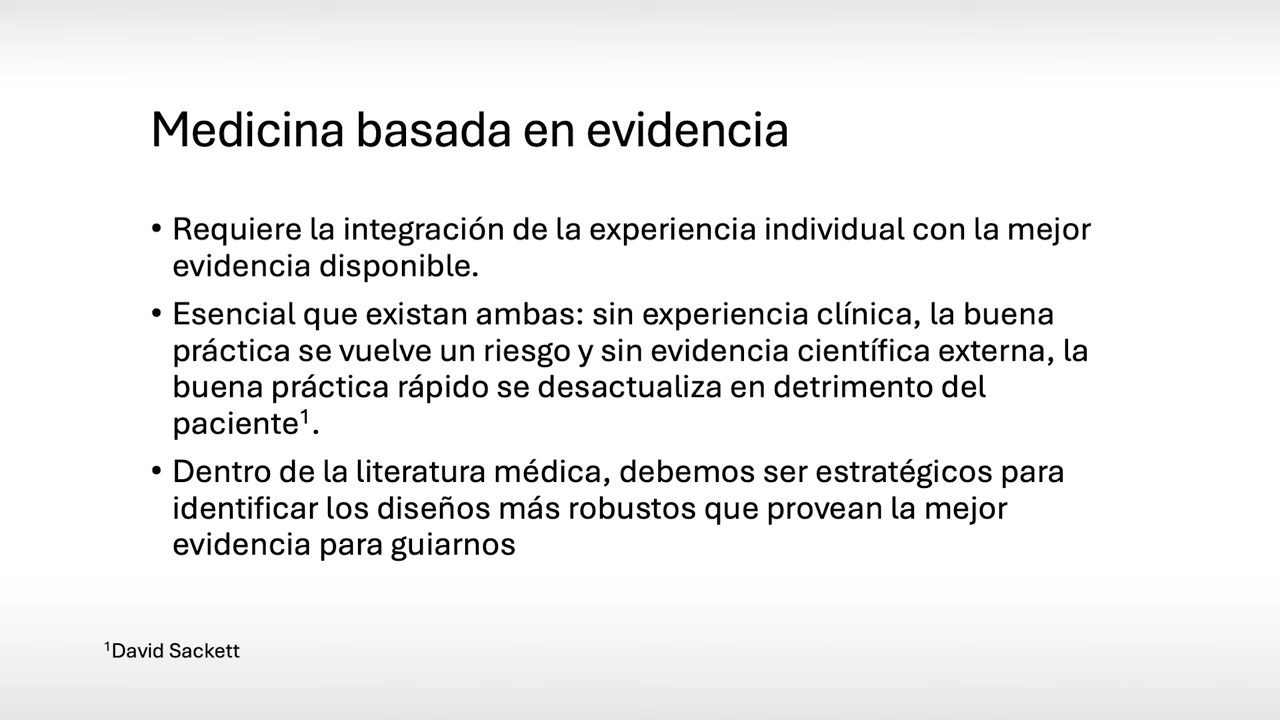 Medicina basada en evidencia
• Requiere la integración de la experiencia individual con la mejor
evidencia disponible.
• Esencial que existan ambas: sin experiencia clínica, la buena
práctica se vuelve un riesgo y sin evidencia científica externa, la
buena práctica rápido se desactualiza en detrimento del
paciente¹.
• Dentro de la literatura médica, debemos ser estratégicos para
identificar los diseños más robustos que provean la mejor
evidencia para guiarnos
¹David Sackett